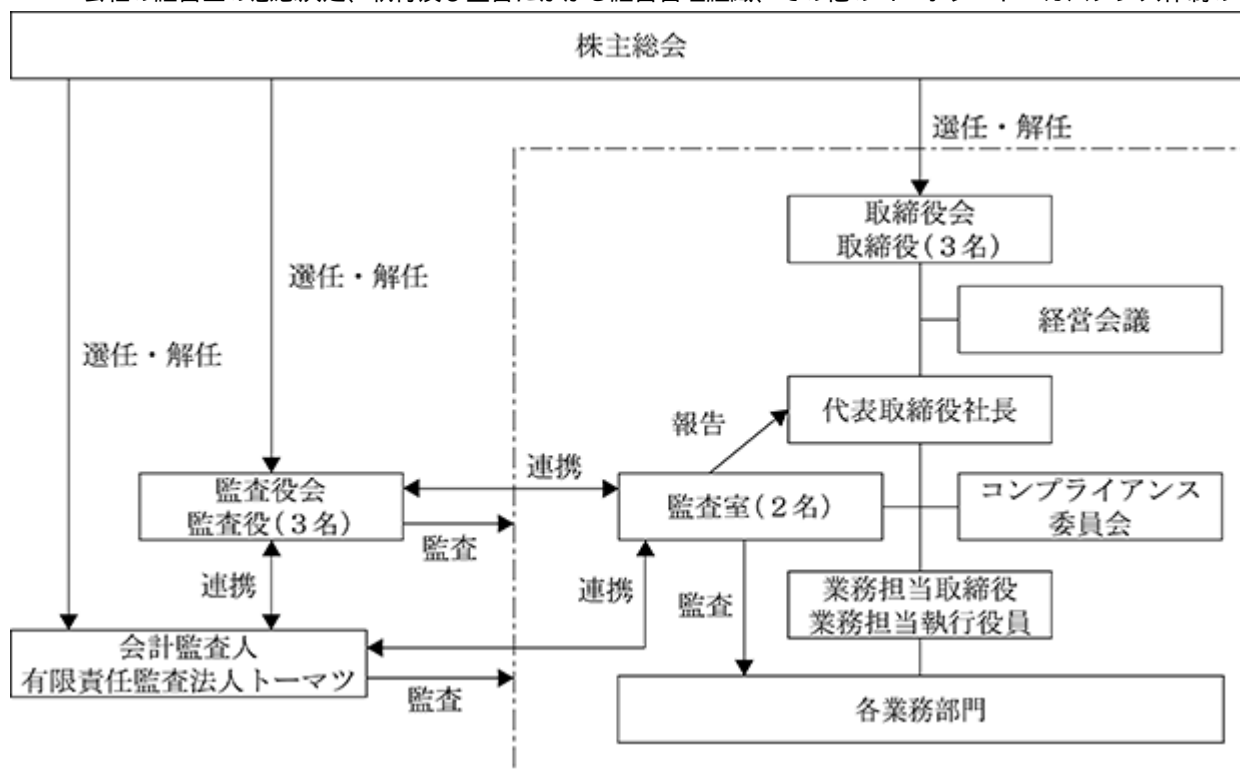 株主総会
選任・解任
取締役会
取締役(3名)
選任・解任
経営会議
選任・解任
代表取締役社長
報告
連携
監査役会
監査役(3名)
監査室(2名)
コンプライアンス
委員会
監査
連携
連携
監査
業務担当取締役
業務担当執行役員
会計監査人
有限責任監査法人トーマツ
監査
各業務部門